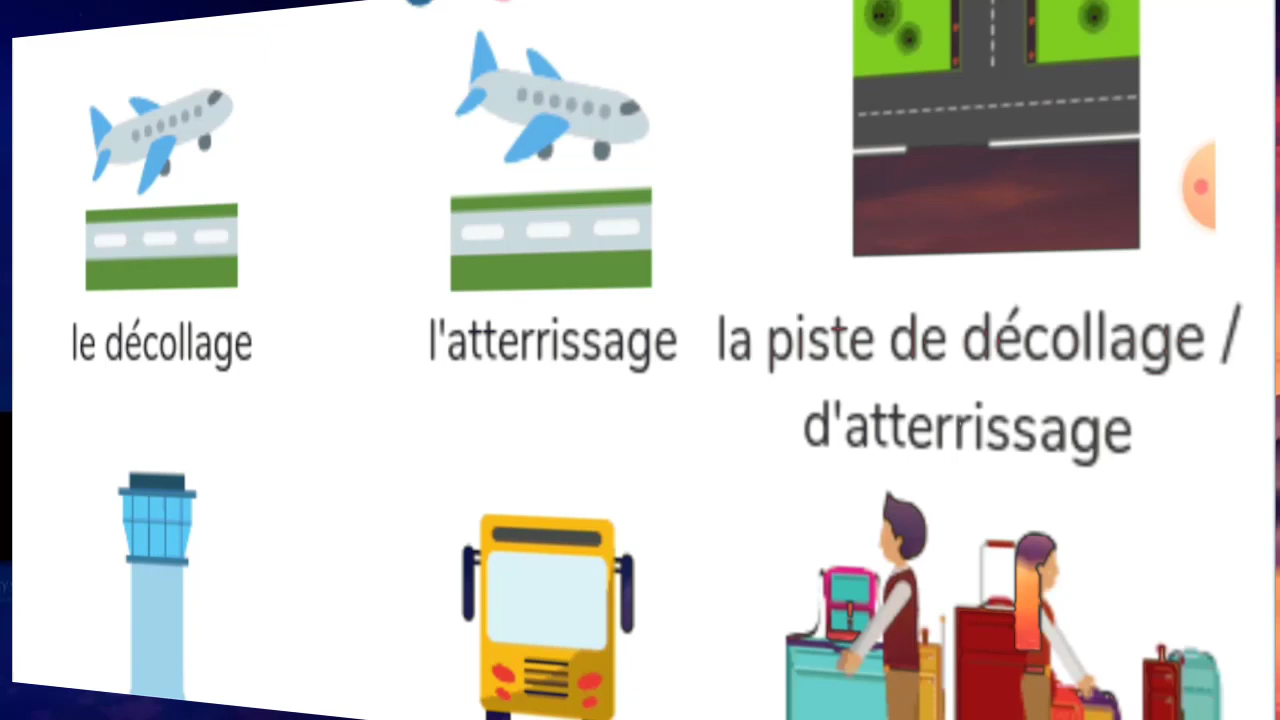 le décollage
l'atterrissage
la piste de décollage /
d'atterrissage